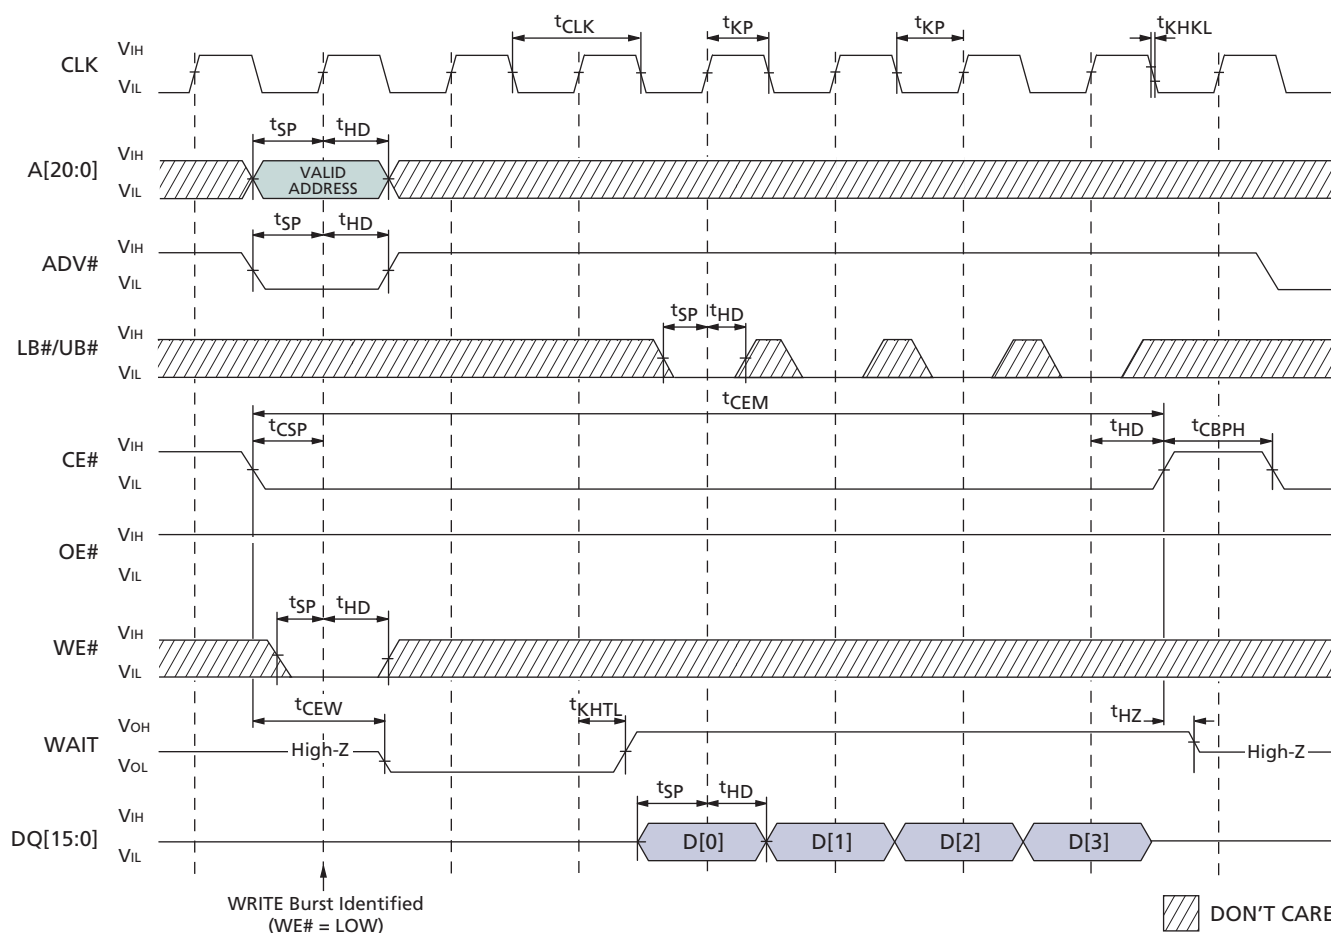 tCLK tKP tKP tKHKL
CLK VIH
VIL
tSP tHD
A[20:0] VIH
VIL
VALID
ADDRESS
tSP tHD
ADV# VIH
VIL
tSP tHD
LB#/UB# VIH
VIL
tCEM
tCSP tHD tCBPH
CE# VIH
VIL
OE# VIH
VIL
tSP tHD
WE# VIH
VIL
tCEW tKHTL tHZ
WAIT VOH
VOL
High-Z High-Z
tSP tHD
DQ[15:0] VIH
VIL
D[0] D[1] D[2] D[3]
WRITE Burst Identified
(WE# = LOW)
DON'T CARE